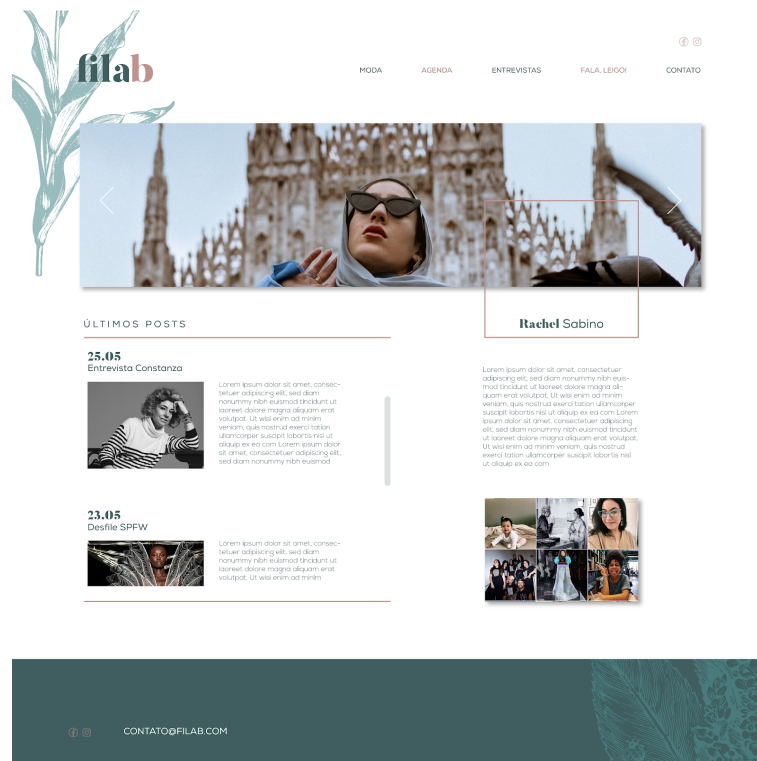 filab
MODA
AGENDA
ENTREVISTAS
FALA, LEIGO!
CONTATO
ÚLTIMOS POSTS
25.05
Entrevista Constanza
Lorem ipsum dolor sit amet, consec-
tetuer adipiscing elit, sed diam
nonummy nibh euismod tincidunt ut
laoreet dolore magna aliquam erat
volutpat. Ut wisi enim ad minim
veniam, quis nostrud exerci tation
ullamcorper suscipit lobortis nisl ut
aliquip ex ea com Lorem ipsum dolor
sit amet, consectetuer adipiscing elit,
sed diam nonummy nibh euismod
23.05
Desfile SPFW
Lorem ipsum dolor sit amet, consec-
tetuer adipiscing elit, sed diam
nonummy nibh euismod tincidunt ut
laoreet dolore magna aliquam erat
volutpat. Ut wisi enim ad minim
Rachel Sabino
Lorem ipsum dolor sit amet, consectetuer
adipiscing elit, sed diam nonummy nibh euis-
mod tincidunt ut laoreet dolore magna ali-
quam erat volutpat. Ut wisi enim ad minim
veniam, quis nostrud exerci tation ullamcorper
suscipit lobortis nisl ut aliquip ex ea com Lorem
ipsum dolor sit amet, consectetuer adipiscing
elit, sed diam nonummy nibh euismod tincidunt
ut laoreet dolore magna aliquam erat volutpat.
Ut wisi enim ad minim veniam, quis nostrud
exerci tation ullamcorper suscipit lobortis nisl
ut aliquip ex ea com
CONTATO@FILAB.COM